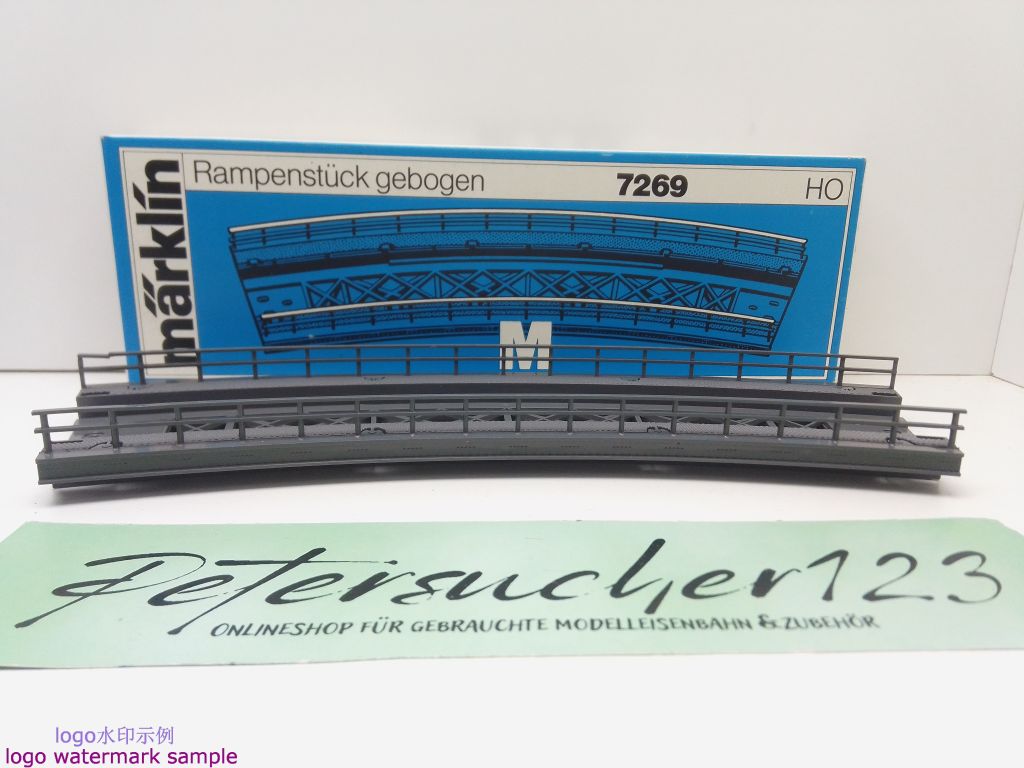 märklin
Rampenstück gebogen 7269 HO
M
Petersucher123
ONLINESHOP FÜR GEBRAUCHTE MODELLEISENBAHN & ZUBEHÖR
logo水印示例
logo watermark sample